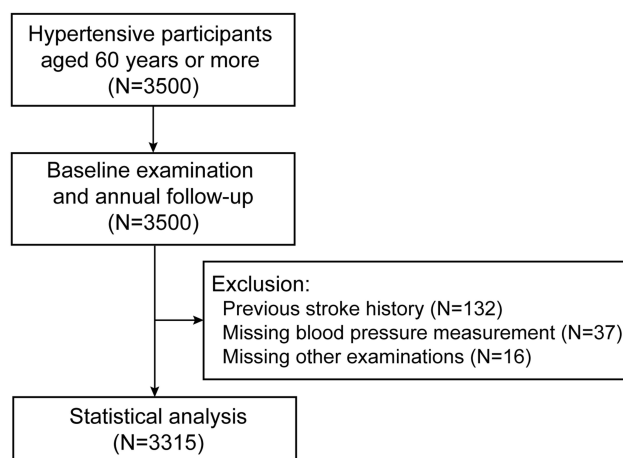 Hypertensive participants
aged 60 years or more
(N=3500)
Baseline examination
and annual follow-up
(N=3500)
Exclusion:
Previous stroke history (N=132)
Missing blood pressure measurement (N=37)
Missing other examinations (N=16)
Statistical analysis
(N=3315)